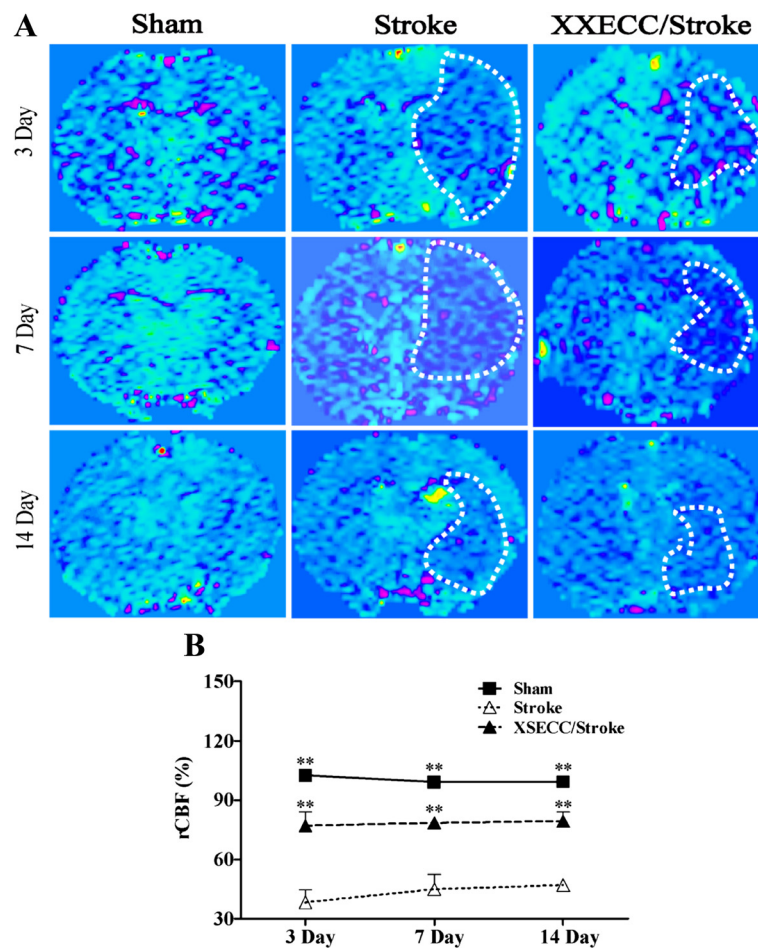 A
Sham Stroke XXECC/Stroke
3 Day
7 Day
14 Day
B
150
120
90
60
30
rCBF (%)
Sham
Stroke
XSECC/Stroke
** ** **
** ** **
3 Day 7 Day 14 Day